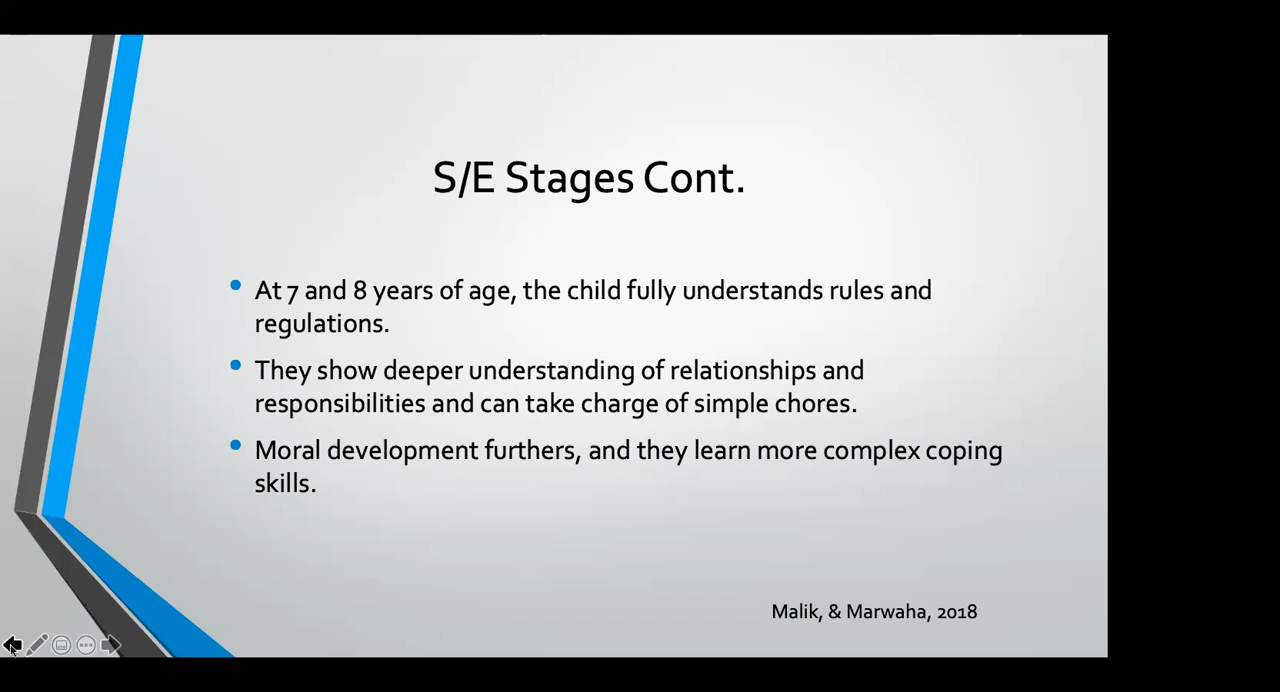 S/E Stages Cont.
At 7 and 8 years of age, the child fully understands rules and
regulations.
They show deeper understanding of relationships and
responsibilities and can take charge of simple chores.
Moral development furthers, and they learn more complex coping
skills.
Malik, & Marwaha, 2018